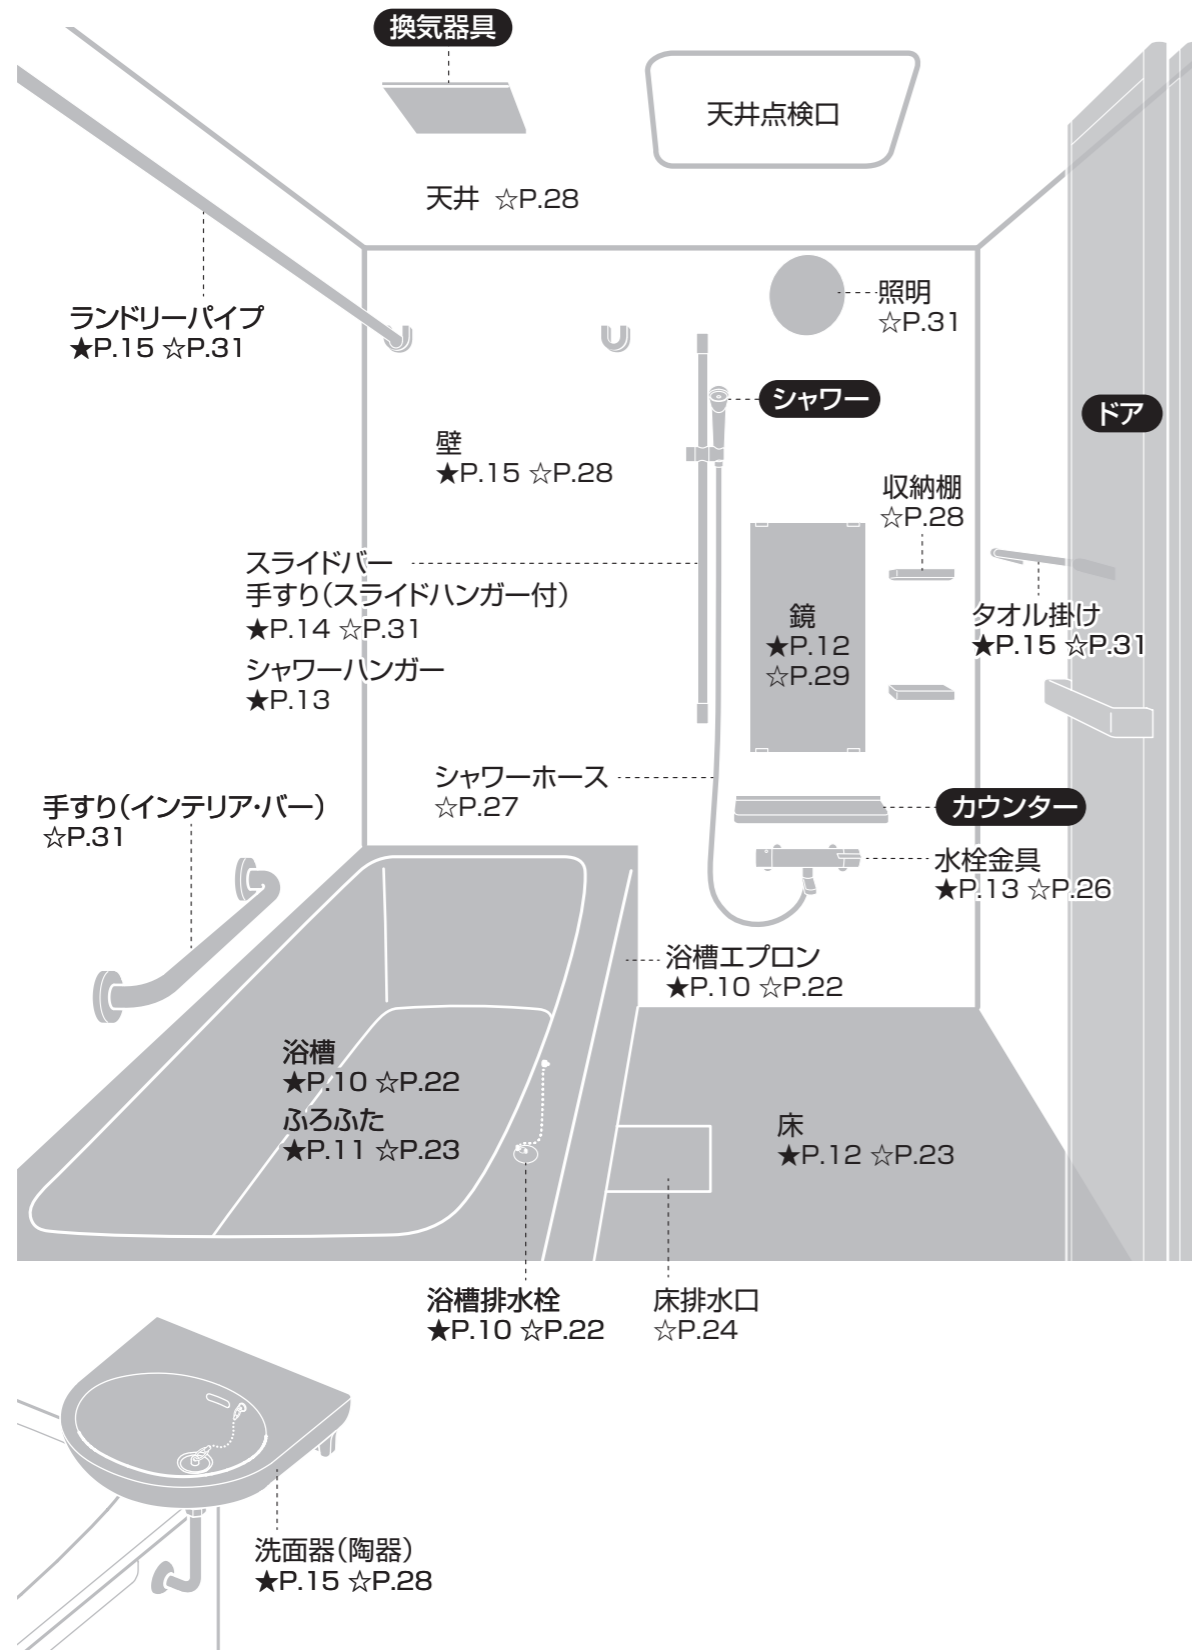 換気器具
天井点検口
天井 ☆P.28
照明
☆P.31
ランドリーパイプ
★P.15 ☆P.31
シャワー
ドア
壁
★P.15 ☆P.28
収納棚
☆P.28
スライドバー
手すり(スライドハンガー付)
★P.14 ☆P.31
シャワーハンガー
★P.13
鏡
★P.12
☆P.29
タオル掛け
★P.15 ☆P.31
シャワーホース
☆P.27
手すり(インテリア・バー)
☆P.31
カウンター
水栓金具
★P.13 ☆P.26
浴槽エプロン
★P.10 ☆P.22
浴槽
★P.10 ☆P.22
ふろふた
★P.11 ☆P.23
床
★P.12 ☆P.23
浴槽排水栓
★P.10 ☆P.22
床排水口
☆P.24
洗面器(陶器)
★P.15 ☆P.28